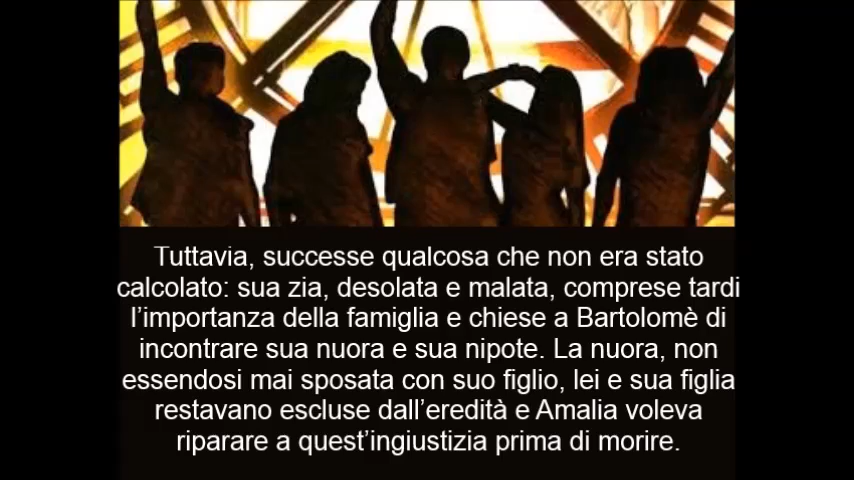 Tuttavia, successe qualcosa che non era stato
calcolato: sua zia, desolata e malata, comprese tardi
l’importanza della famiglia e chiese a Bartolomè di
incontrare sua nuora e sua nipote. La nuora, non
essendosi mai sposata con suo figlio, lei e sua figlia
restavano escluse dall’eredità e Amalia voleva
riparare a quest’ingiustizia prima di morire.